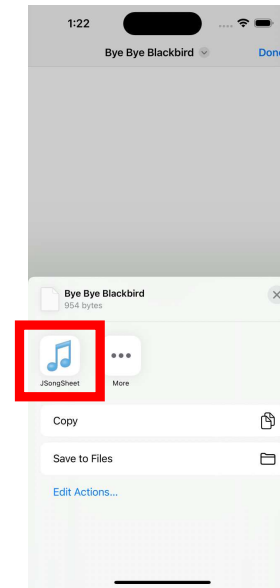 1:22
Bye Bye Blackbird
Done
Bye Bye Blackbird
954 bytes
JSongSheet
More
Copy
Save to Files
Edit Actions...